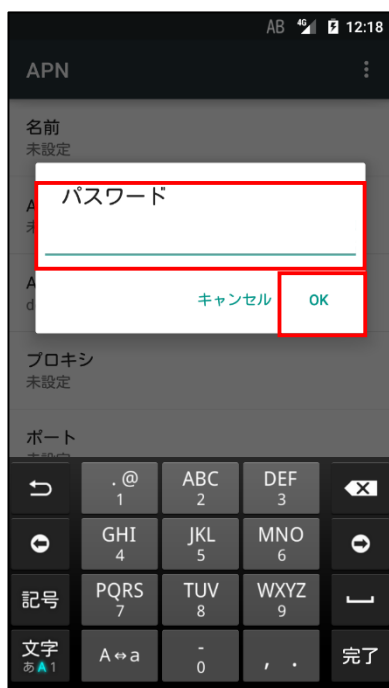 AB 4G 12:18
APN
名前
未設定
A
未
パスワード
A
d
キャンセル OK
プロキシ
未設定
ポート
未設定
. @ ABC DEF
1 2 3
GHI JKL MNO
4 5 6
記号 PQRS TUV WXYZ
7 8 9
文字 A⇔a - , .
あA1 0 完了